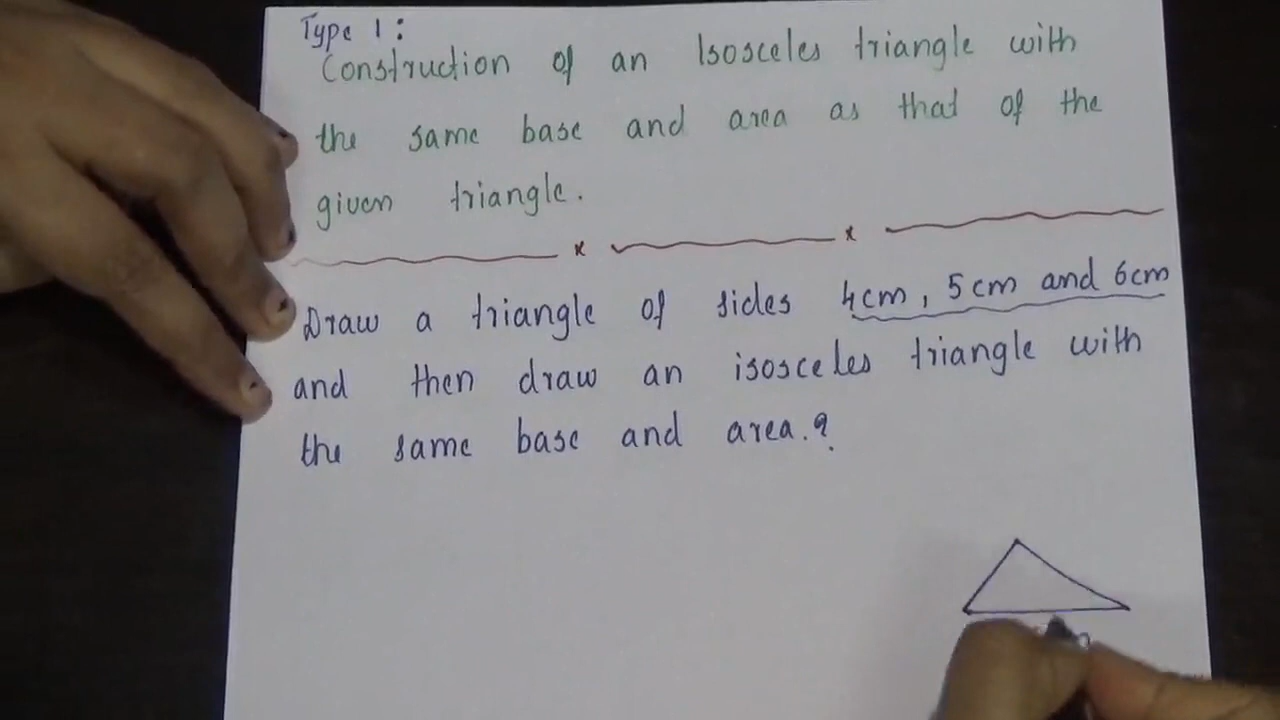 Type 1:
Construction of an Isosceles triangle with
the same base and area as that of the
given triangle.
x x
Draw a triangle of sides 4cm, 5cm and 6cm
and then draw an isosceles triangle with
the same base and area.?